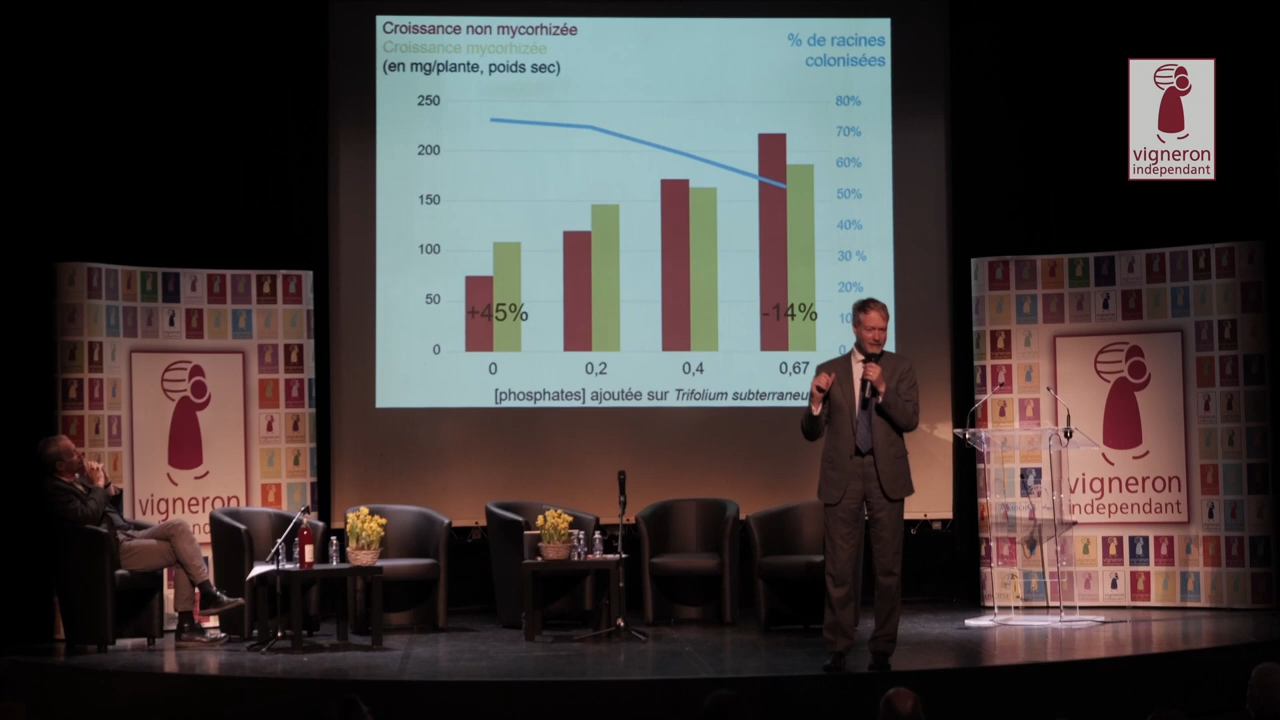 Croissance non mycorhizée
Croissance mycorhizée
(en mg/plante, poids sec)
% de racines
colonisées
250
200
150
100
50
0
80%
70%
60%
50%
40%
30 %
20%
10
0
+45%
-14%
0
0,2
0,4
0,67
[phosphates] ajoutée sur Trifolium subterraneu
vigneron
indépendant
vigneron
vigneron
indépendant